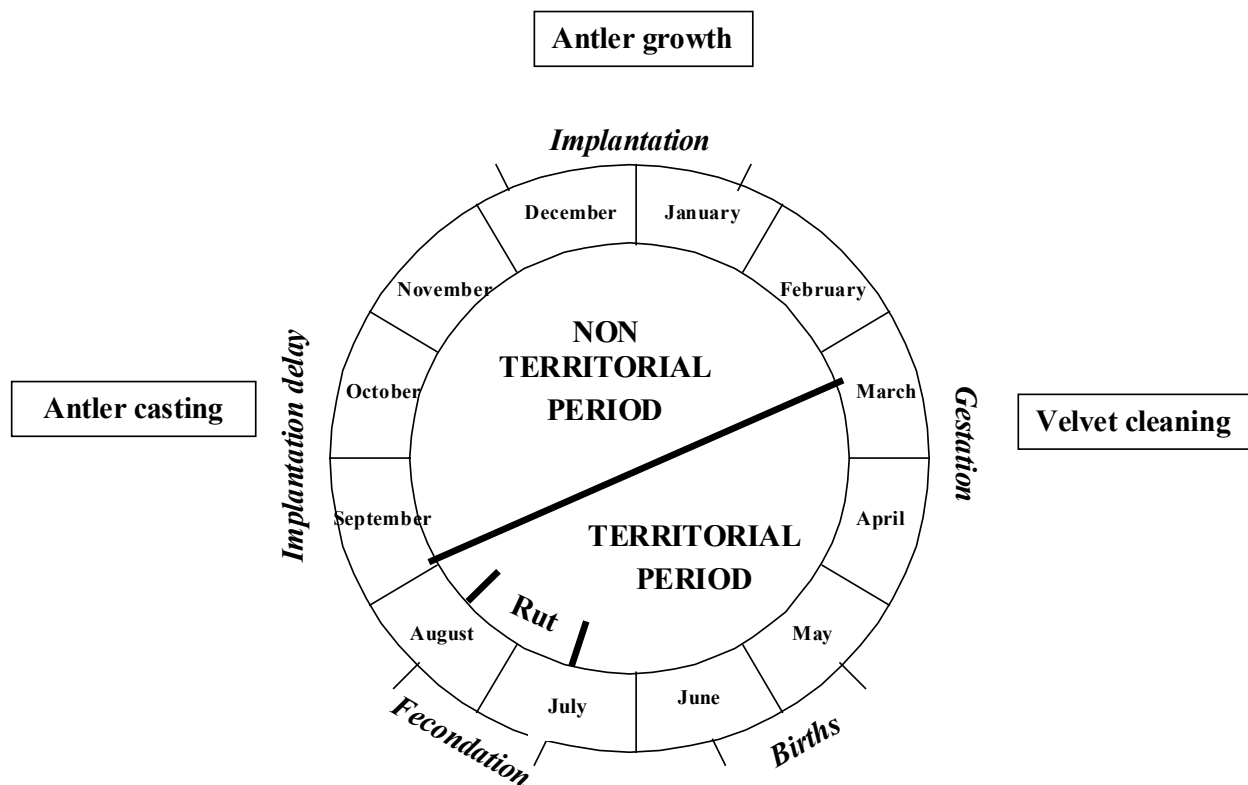 Antler growth
Implantation
December
January
November
February
NON
TERRITORIAL
PERIOD
October
March
Antler casting
Implantation delay
Gestation
Velvet cleaning
September
April
TERRITORIAL
PERIOD
Rut
August
May
July
June
Fecondation
Births